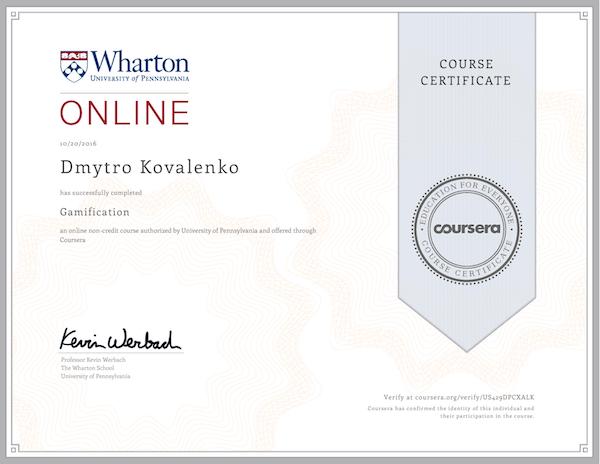 Wharton
UNIVERSITY of PENNSYLVANIA
ONLINE
10/20/2016
Dmytro Kovalenko
has successfully completed
Gamification
an online non-credit course authorized by University of Pennsylvania and offered through
Coursera
Kevin Werbach
Professor Kevin Werbach
The Wharton School
University of Pennsylvania
COURSE
CERTIFICATE
EDUCATION FOR EVERYONE
coursera
COURSE CERTIFICATE
Verify at coursera.org/verify/US429DPCXALK
Coursera has confirmed the identity of this individual and
their participation in the course.